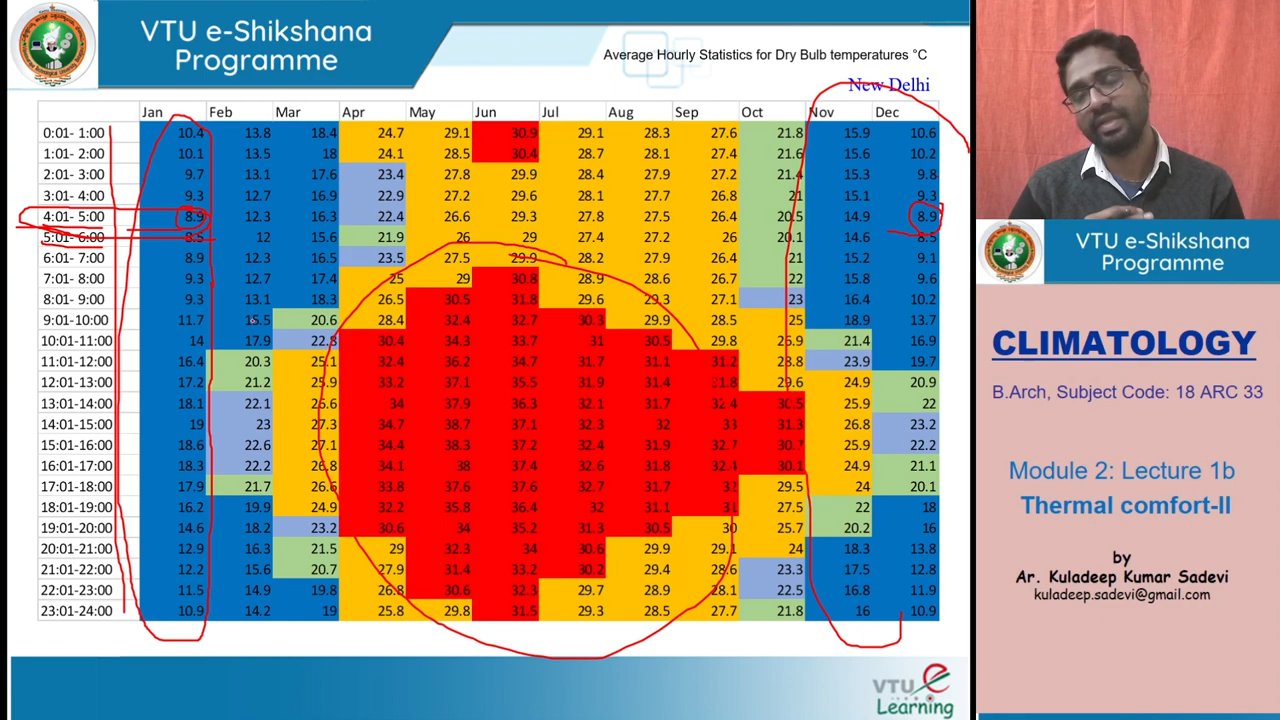 VTU e-Shikshana
Programme
Average Hourly Statistics for Dry Bulb temperatures °C
New Delhi
Jan Feb Mar Apr May Jun Jul Aug Sep Oct Nov Dec
0:01- 1:00 10.4 13.8 18.4 24.7 29.1 30.9 29.1 28.3 27.6 21.8 15.9 10.6
1:01- 2:00 10.1 13.5 18 24.1 28.5 30.4 28.7 28.1 27.4 21.6 15.6 10.2
2:01- 3:00 9.7 13.1 17.6 23.4 27.8 29.9 28.4 27.9 27.2 21.4 15.3 9.8
3:01- 4:00 9.3 12.7 16.9 22.9 27.2 29.6 28.1 27.7 26.8 21 15.1 9.3
4:01- 5:00 8.9 12.3 16.3 22.4 26.6 29.3 27.8 27.5 26.4 20.5 14.9 8.9
5:01- 6:00 8.5 12 15.6 21.9 26 29 27.4 27.2 26 20.1 14.6 8.5
6:01- 7:00 8.9 12.3 16.5 23.5 27.5 29.9 28.2 27.9 26.4 21 15.2 9.1
7:01- 8:00 9.3 12.7 17.4 25 29 30.8 28.9 28.6 26.7 22 15.8 9.6
8:01- 9:00 9.3 13.1 18.3 26.5 30.5 31.8 29.6 29.3 27.1 23 16.4 10.2
9:01-10:00 11.7 15.5 20.6 28.4 32.4 32.7 30.3 29.9 28.5 25 18.9 13.7
10:01-11:00 14 17.9 22.8 30.4 34.3 33.7 31 30.5 29.8 26.9 21.4 16.9
11:01-12:00 16.4 20.3 25.1 32.4 36.2 34.7 31.7 31.1 31.2 28.8 23.9 19.7
12:01-13:00 17.2 21.2 25.9 33.2 37.1 35.5 31.9 31.4 31.8 29.6 24.9 20.9
13:01-14:00 18.1 22.1 26.6 34 37.9 36.3 32.1 31.7 32.4 30.5 25.9 22
14:01-15:00 19 23 27.3 34.7 38.7 37.1 32.3 32 33 31.3 26.8 23.2
15:01-16:00 18.6 22.6 27.1 34.4 38.3 37.2 32.4 31.9 32.7 30.7 25.9 22.2
16:01-17:00 18.3 22.2 26.8 34.1 38 37.4 32.6 31.8 32.4 30.1 24.9 21.1
17:01-18:00 17.9 21.7 26.6 33.8 37.6 37.6 32.7 31.7 32 29.5 24 20.1
18:01-19:00 16.2 19.9 24.9 32.2 35.8 36.4 32 31.1 31 27.5 22 18
19:01-20:00 14.6 18.2 23.2 30.6 34 35.2 31.3 30.5 30 25.7 20.2 16
20:01-21:00 12.9 16.3 21.5 29 32.3 34 30.6 29.9 29.1 24 18.3 13.8
21:01-22:00 12.2 15.6 20.7 27.9 31.4 33.2 30.2 29.4 28.6 23.3 17.5 12.8
22:01-23:00 11.5 14.9 19.8 26.8 30.6 32.3 29.7 28.9 28.1 22.5 16.8 11.9
23:01-24:00 10.9 14.2 19 25.8 29.8 31.5 29.3 28.5 27.7 21.8 16 10.9
VTU e
Learning
VTU e-Shikshana
Programme
CLIMATOLOGY
B.Arch, Subject Code: 18 ARC 33
Module 2: Lecture 1b
Thermal comfort-II
by
Ar. Kuladeep Kumar Sadevi
kuladeep.sadevi@gmail.com